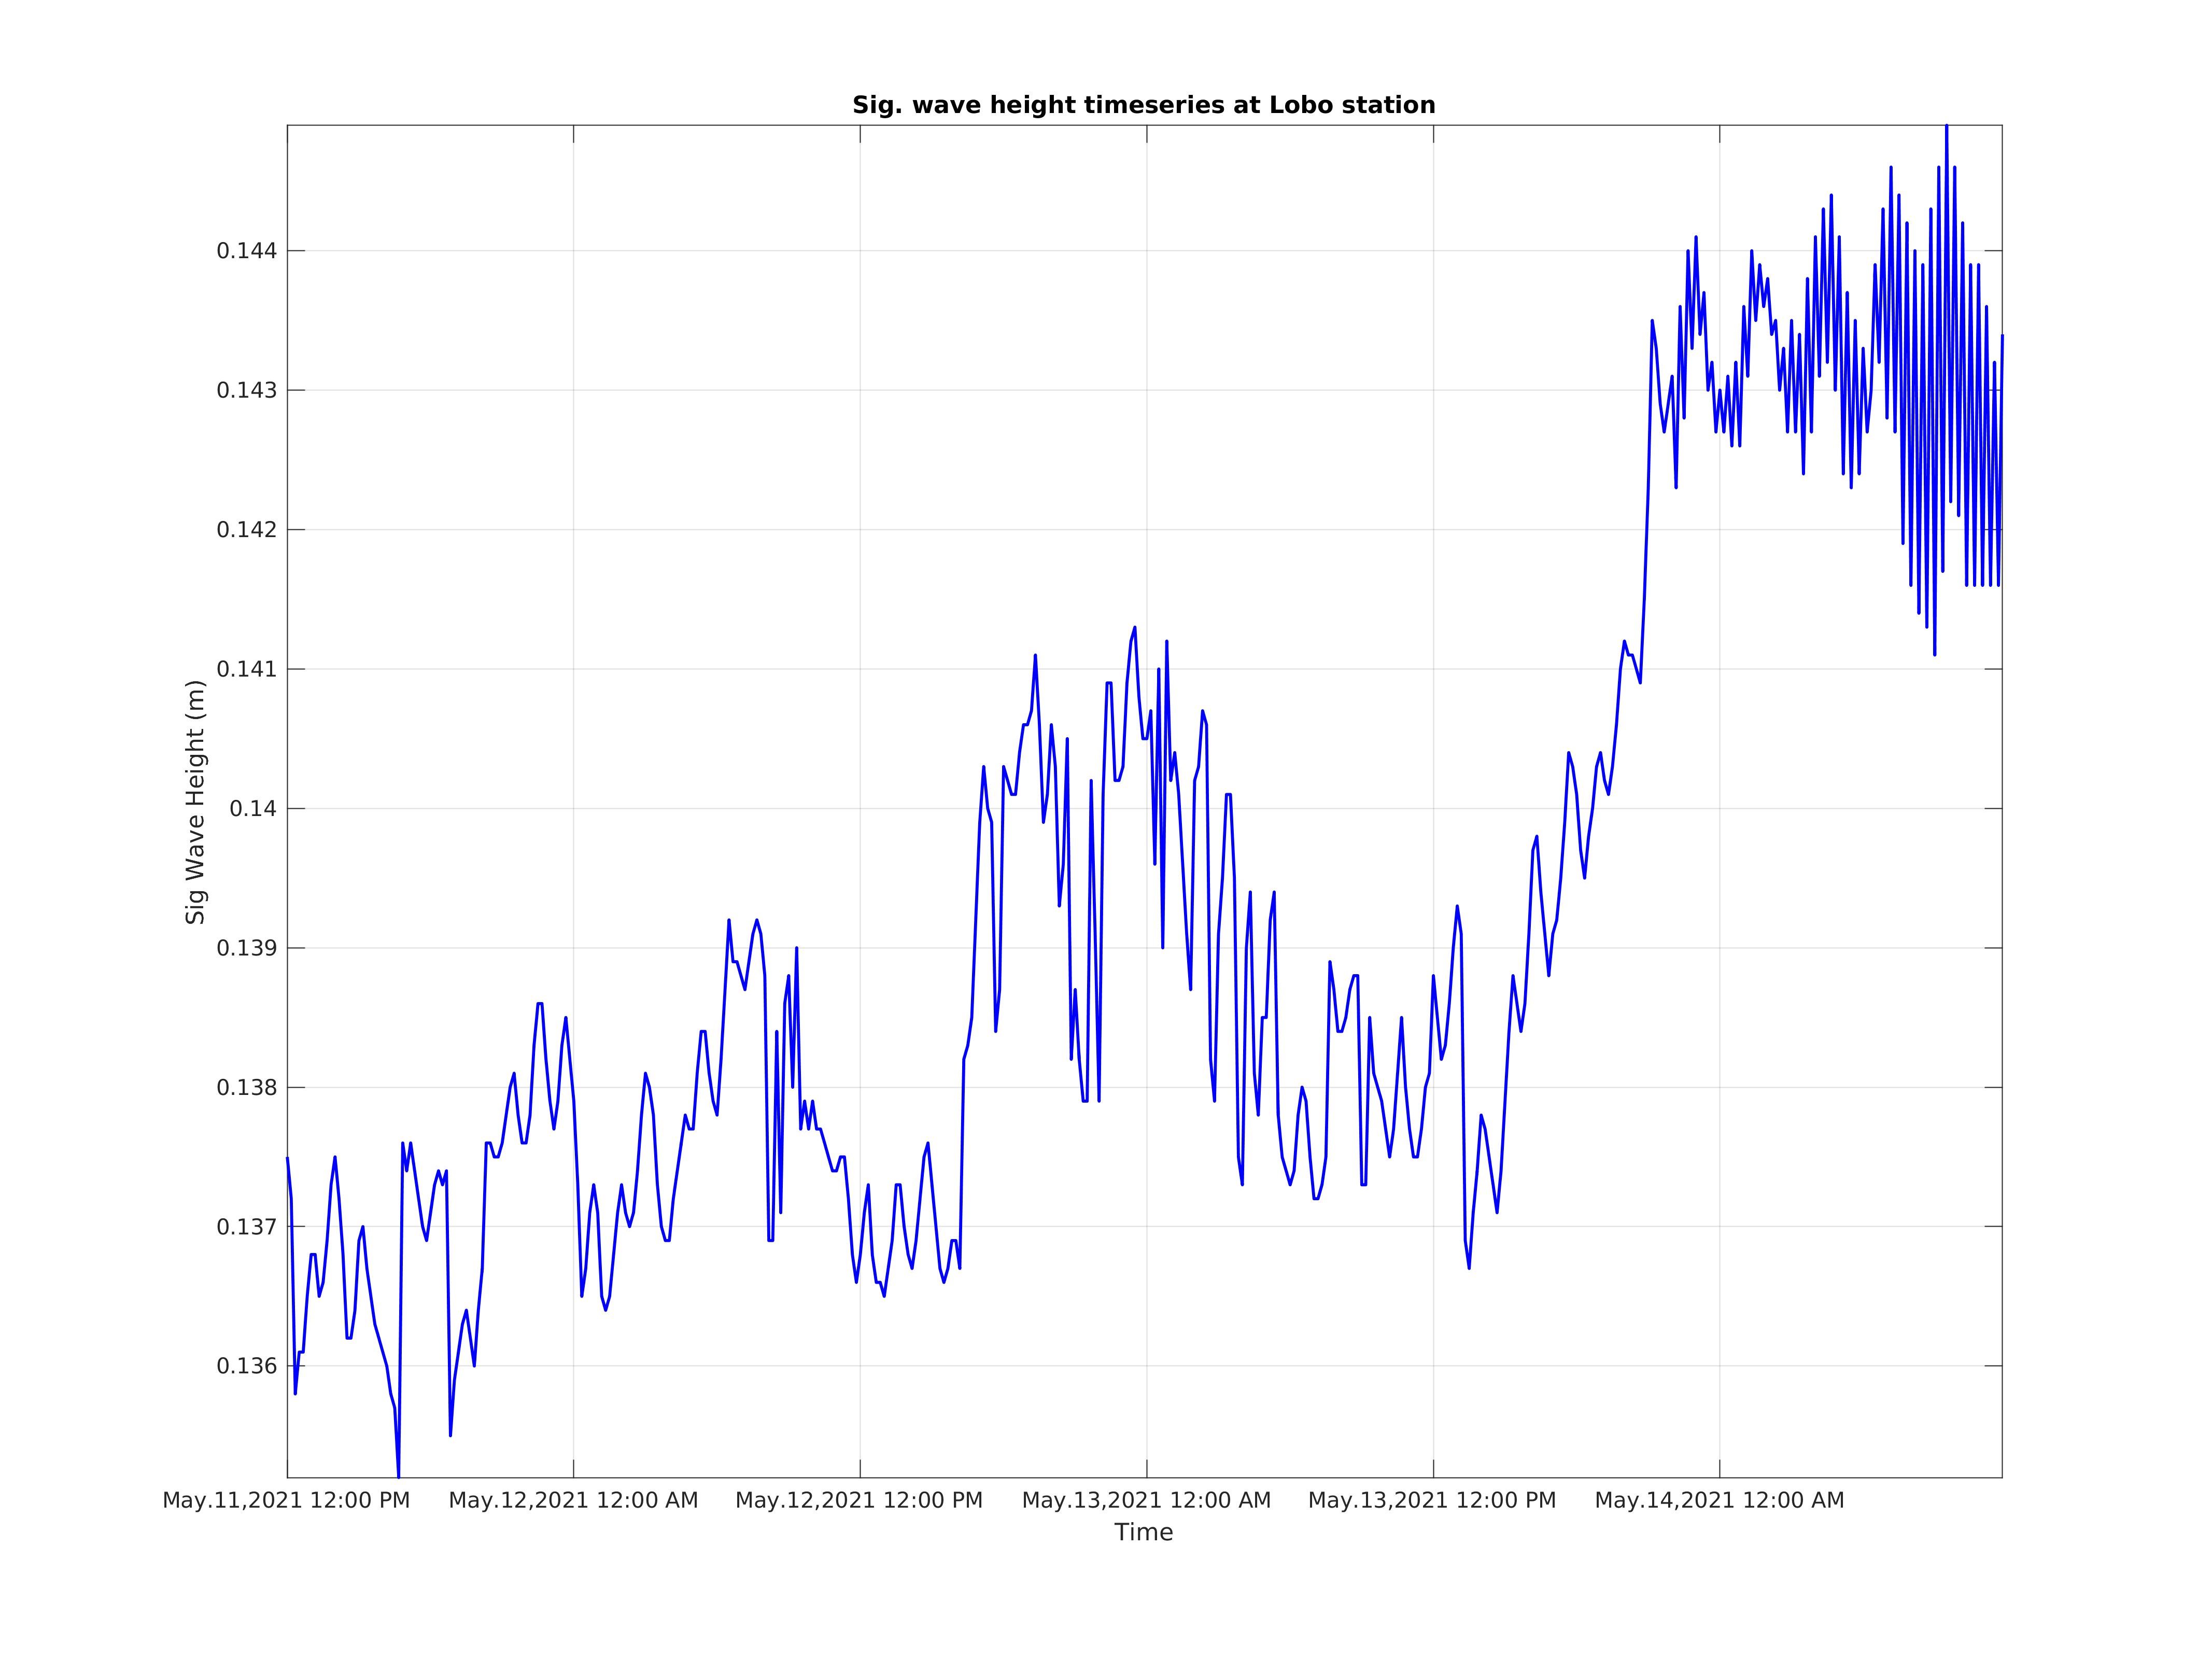 Sig. wave height timeseries at Lobo station
0.144
0.143
0.142
0.141
0.14
0.139
0.138
0.137
0.136
Sig Wave Height (m)
May.11,2021 12:00 PM May.12,2021 12:00 AM May.12,2021 12:00 PM May.13,2021 12:00 AM May.13,2021 12:00 PM May.14,2021 12:00 AM
Time